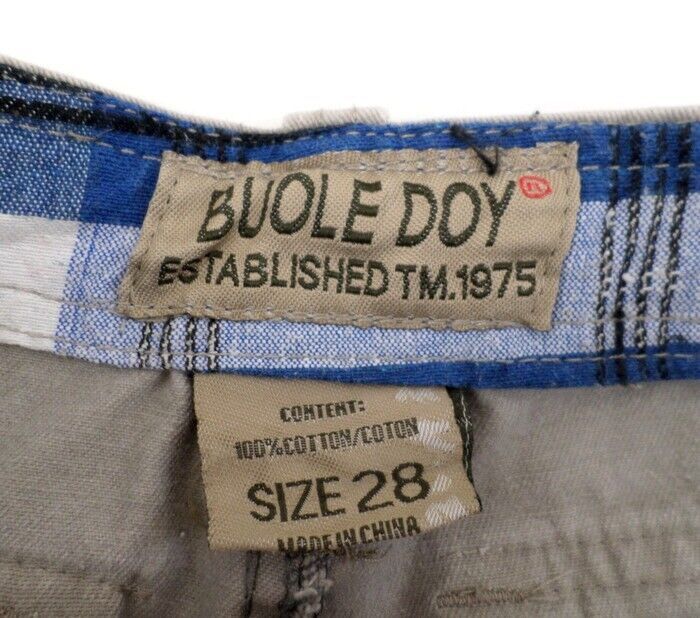 BUOLE DOY
ESTABLISHED TM.1975
CONTENT:
100%COTTON/COTON
SIZE 28
MADE IN CHINA